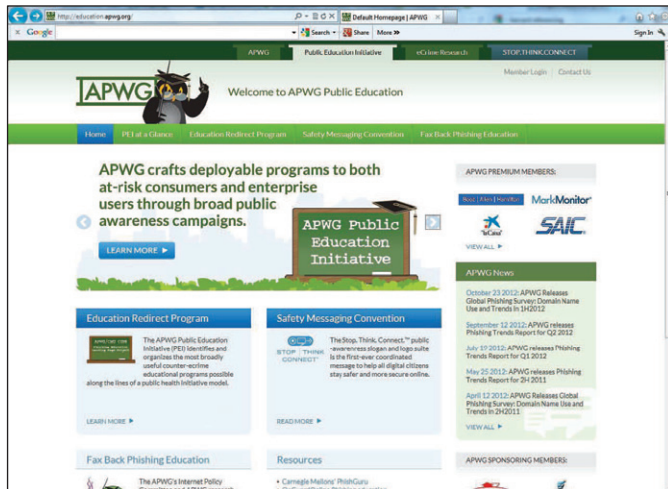 http://education.apwg.org/
Default Homepage | APWG
Google
Search
Share
More »
Sign In
APWG
Public Education Initiative
eCrime Research
STOP.THINK.CONNECT
Member Login
Contact Us
APWG
Welcome to APWG Public Education
Home
PEI at a Glance
Education Redirect Program
Safety Messaging Convention
Fax Back Phishing Education
APWG crafts deployable programs to both
at-risk consumers and enterprise
users through broad public
awareness campaigns.
LEARN MORE
APWG Public
Education
Initiative
APWG PREMIUM MEMBERS:
MarkMonitor
"la Caixa"
SAIC
VIEW ALL
APWG News
October 23 2012: APWG Releases
Global Phishing Survey: Domain Name
Use and Trends in 1H2012
September 12 2012: APWG releases
Phishing Trends Report for Q2 2012
July 19 2012: APWG releases Phishing
Trends Report for Q1 2012
May 25 2012: APWG releases Phishing
Trends Report for 2H 2011
April 12 2012: APWG Releases Global
Phishing Survey: Domain Name Use and
Trends in 2H2011
VIEW ALL
Education Redirect Program
The APWG Public Education
Initiative (PEI) identifies and
organizes the most broadly
useful counter-ecrime
educational programs possible
along the lines of a public health initiative model.
LEARN MORE
Safety Messaging Convention
STOP | THINK
CONNECT
The Stop. Think. Connect.™ public
-awareness slogan and logo suite
is the first-ever coordinated
message to help all digital citizens
stay safer and more secure online.
READ MORE
Fax Back Phishing Education
The APWG's Internet Policy
Resources
Carnegie Mellons' PhishGuru
APWG SPONSORING MEMBERS: